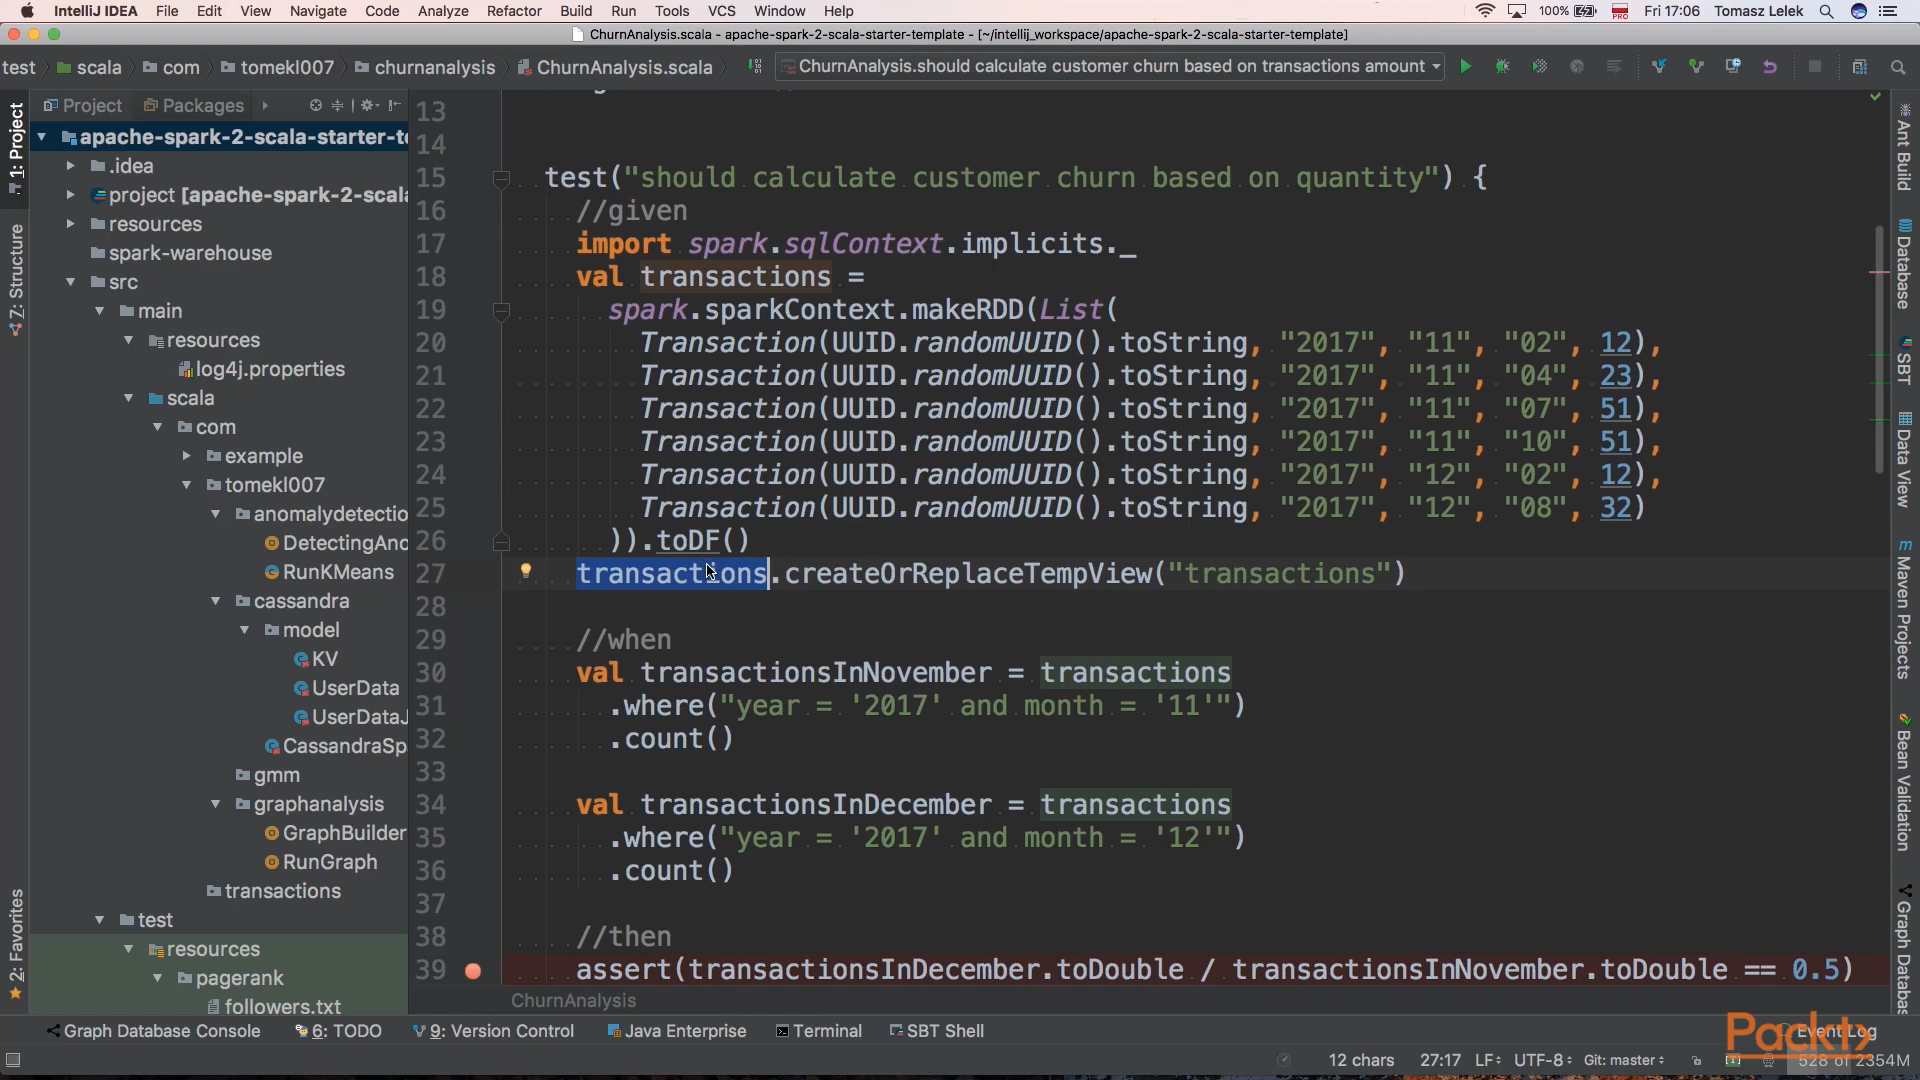 IntelliJ IDEA File Edit View Navigate Code Analyze Refactor Build Run Tools VCS Window Help 100% PRO Fri 17:06 Tomasz Lelek
ChurnAnalysis.scala - apache-spark-2-scala-starter-template - [~/intellij_workspace/apache-spark-2-scala-starter-template]
test scala com tomekl007 churnanalysis ChurnAnalysis.scala ChurnAnalysis.should calculate customer churn based on transactions amount
Project Packages
apache-spark-2-scala-starter-te
.idea
project [apache-spark-2-scala
resources
spark-warehouse
src
main
resources
log4j.properties
scala
com
example
tomekl007
anomalydetectio
DetectingAno
RunKMeans
cassandra
model
KV
UserData
UserDataJ
CassandraSp
gmm
graphanalysis
GraphBuilder
RunGraph
transactions
test
resources
pagerank
followers.txt
1: Project
7: Structure
2: Favorites
13
14
15 test("should calculate customer churn based on quantity") {
16 //given
17 import spark.sqlContext.implicits._
18 val transactions =
19 spark.sparkContext.makeRDD(List(
20 Transaction(UUID.randomUUID().toString, "2017", "11", "02", 12),
21 Transaction(UUID.randomUUID().toString, "2017", "11", "04", 23),
22 Transaction(UUID.randomUUID().toString, "2017", "11", "07", 51),
23 Transaction(UUID.randomUUID().toString, "2017", "11", "10", 51),
24 Transaction(UUID.randomUUID().toString, "2017", "12", "02", 12),
25 Transaction(UUID.randomUUID().toString, "2017", "12", "08", 32)
26 )).toDF()
27 transactions.createOrReplaceTempView("transactions")
28
29 //when
30 val transactionsInNovember = transactions
31 .where("year = '2017' and month = '11'")
32 .count()
33
34 val transactionsInDecember = transactions
35 .where("year = '2017' and month = '12'")
36 .count()
37
38 //then
39 assert(transactionsInDecember.toDouble / transactionsInNovember.toDouble == 0.5)
ChurnAnalysis
Ant Build
Database
SBT
Data View
Maven Projects
Bean Validation
Graph Databas
Graph Database Console 6: TODO 9: Version Control Java Enterprise Terminal SBT Shell Event Log
Packt
12 chars 27:17 LF UTF-8 Git: master 528 of 2354M